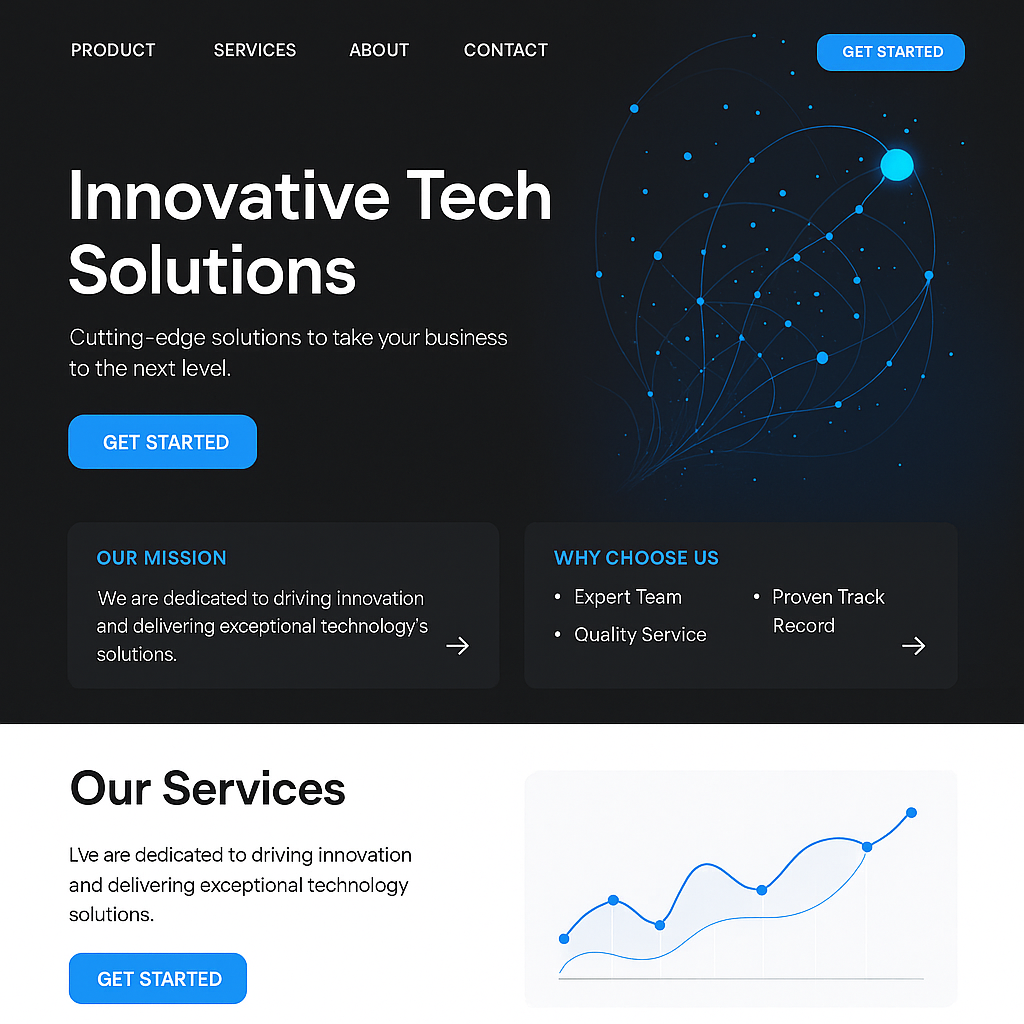 PRODUCT SERVICES ABOUT CONTACT GET STARTED
Innovative Tech
Solutions
Cutting-edge solutions to take your business
to the next level.
GET STARTED
OUR MISSION
We are dedicated to driving innovation
and delivering exceptional technology's
solutions.
WHY CHOOSE US
• Expert Team
• Quality Service
• Proven Track
Record
Our Services
L've are dedicated to driving innovation
and delivering exceptional technology
solutions.
GET STARTED